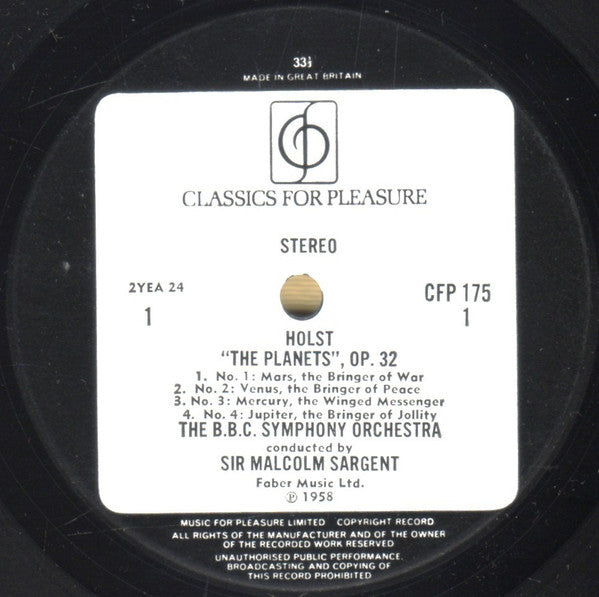 33⅓
MADE IN GREAT BRITAIN
CLASSICS FOR PLEASURE
STEREO
2YEA 24
1
CFP 175
1
HOLST
"THE PLANETS", OP. 32
1. No. 1: Mars, the Bringer of War
2. No. 2: Venus, the Bringer of Peace
3. No. 3: Mercury, the Winged Messenger
4. No. 4: Jupiter, the Bringer of Jollity
THE B.B.C. SYMPHONY ORCHESTRA
conducted by
SIR MALCOLM SARGENT
Faber Music Ltd.
℗ 1958
MUSIC FOR PLEASURE LIMITED COPYRIGHT RECORD
ALL RIGHTS OF THE MANUFACTURER AND OF THE OWNER
OF THE RECORDED WORK RESERVED
UNAUTHORISED PUBLIC PERFORMANCE,
BROADCASTING AND COPYING OF
THIS RECORD PROHIBITED